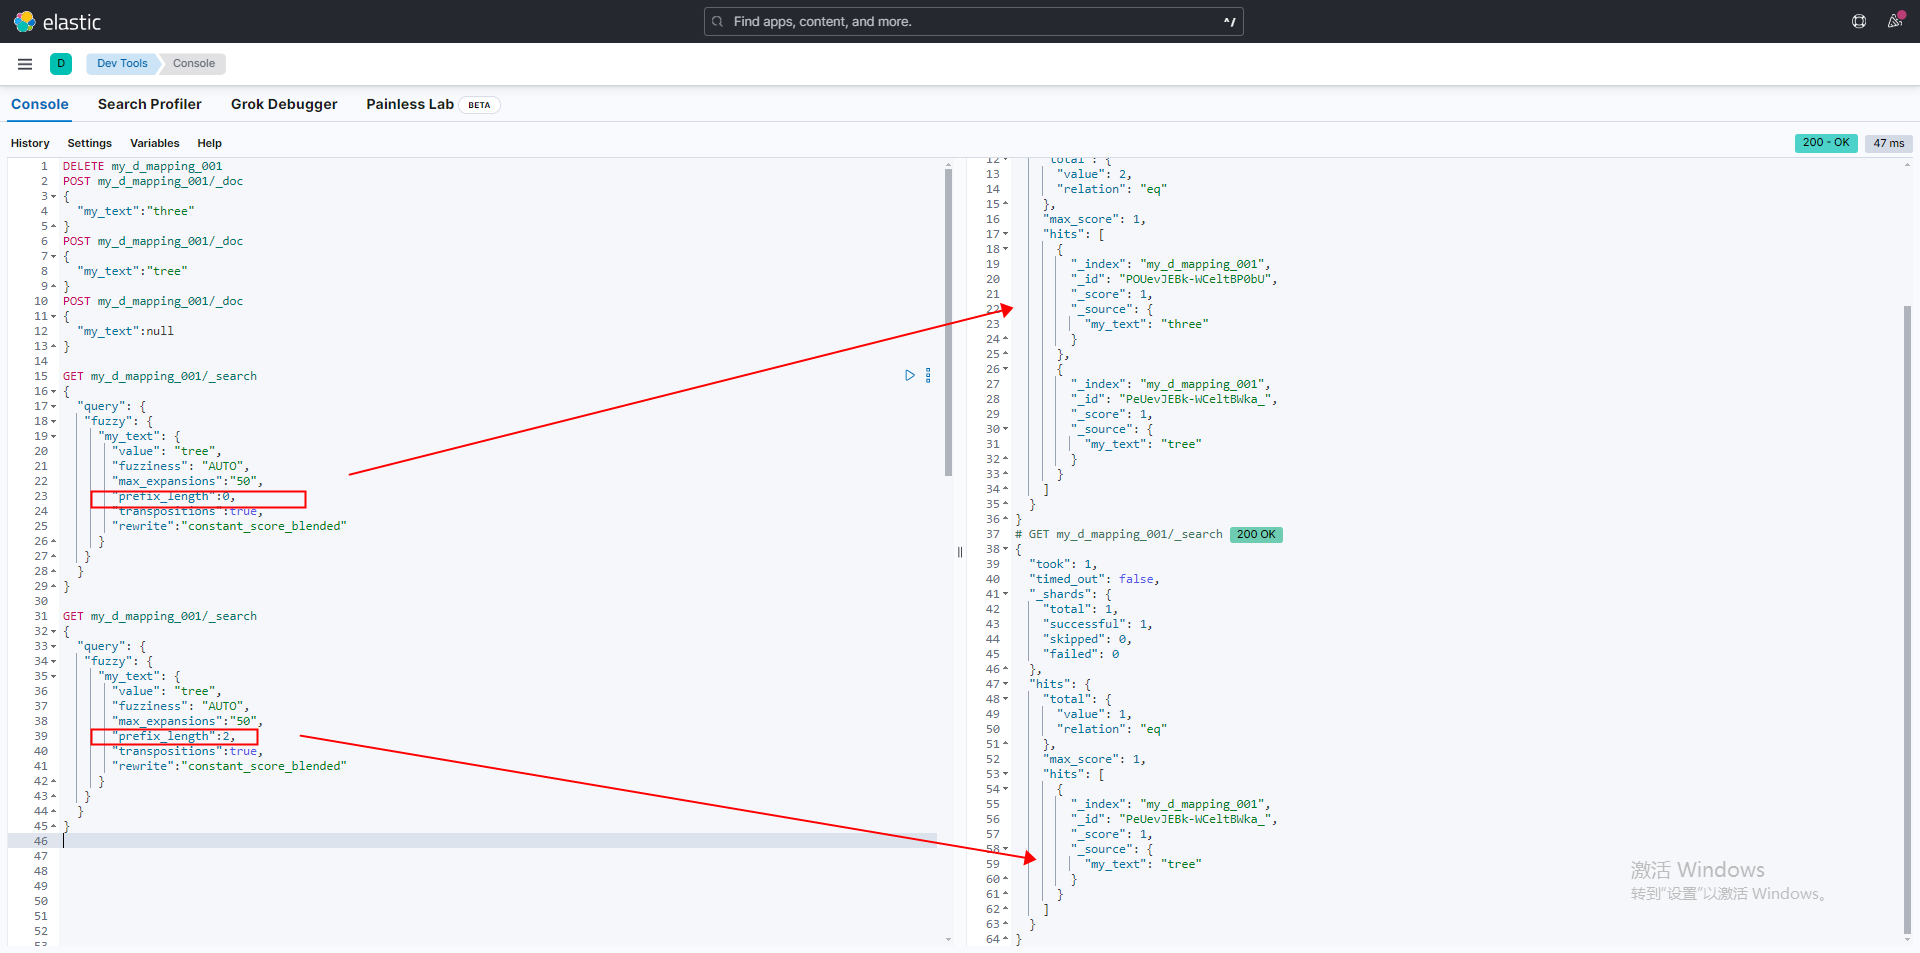 elastic
Find apps, content, and more.
^/
D
Dev Tools
Console
Console
Search Profiler
Grok Debugger
Painless Lab
BETA
History
Settings
Variables
Help
200 - OK
47 ms
1 DELETE my_d_mapping_001
2 POST my_d_mapping_001/_doc
3 {
4 "my_text":"three"
5 }
6 POST my_d_mapping_001/_doc
7 {
8 "my_text":"tree"
9 }
10 POST my_d_mapping_001/_doc
11 {
12 "my_text":null
13 }
14
15 GET my_d_mapping_001/_search
16 {
17 "query": {
18 "fuzzy": {
19 "my_text": {
20 "value": "tree",
21 "fuzziness": "AUTO",
22 "max_expansions":"50",
23 "prefix_length":0,
24 "transpositions":true,
25 "rewrite":"constant_score_blended"
26 }
27 }
28 }
29 }
30
31 GET my_d_mapping_001/_search
32 {
33 "query": {
34 "fuzzy": {
35 "my_text": {
36 "value": "tree",
37 "fuzziness": "AUTO",
38 "max_expansions":"50",
39 "prefix_length":2,
40 "transpositions":true,
41 "rewrite":"constant_score_blended"
42 }
43 }
44 }
45 }
46
47
48
49
50
51
52
53
12 "total": {
13 "value": 2,
14 "relation": "eq"
15 },
16 "max_score": 1,
17 "hits": [
18 {
19 "_index": "my_d_mapping_001",
20 "_id": "POUevJEBk-WCeltBP0bU",
21 "_score": 1,
22 "_source": {
23 "my_text": "three"
24 }
25 },
26 {
27 "_index": "my_d_mapping_001",
28 "_id": "PeUevJEBk-WCeltBWka_",
29 "_score": 1,
30 "_source": {
31 "my_text": "tree"
32 }
33 }
34 ]
35 }
36 }
37 # GET my_d_mapping_001/_search 200 OK
38 {
39 "took": 1,
40 "timed_out": false,
41 "_shards": {
42 "total": 1,
43 "successful": 1,
44 "skipped": 0,
45 "failed": 0
46 },
47 "hits": {
48 "total": {
49 "value": 1,
50 "relation": "eq"
51 },
52 "max_score": 1,
53 "hits": [
54 {
55 "_index": "my_d_mapping_001",
56 "_id": "PeUevJEBk-WCeltBWka_",
57 "_score": 1,
58 "_source": {
59 "my_text": "tree"
60 }
61 }
62 ]
63 }
64 }
激活 Windows
转到"设置"以激活 Windows。